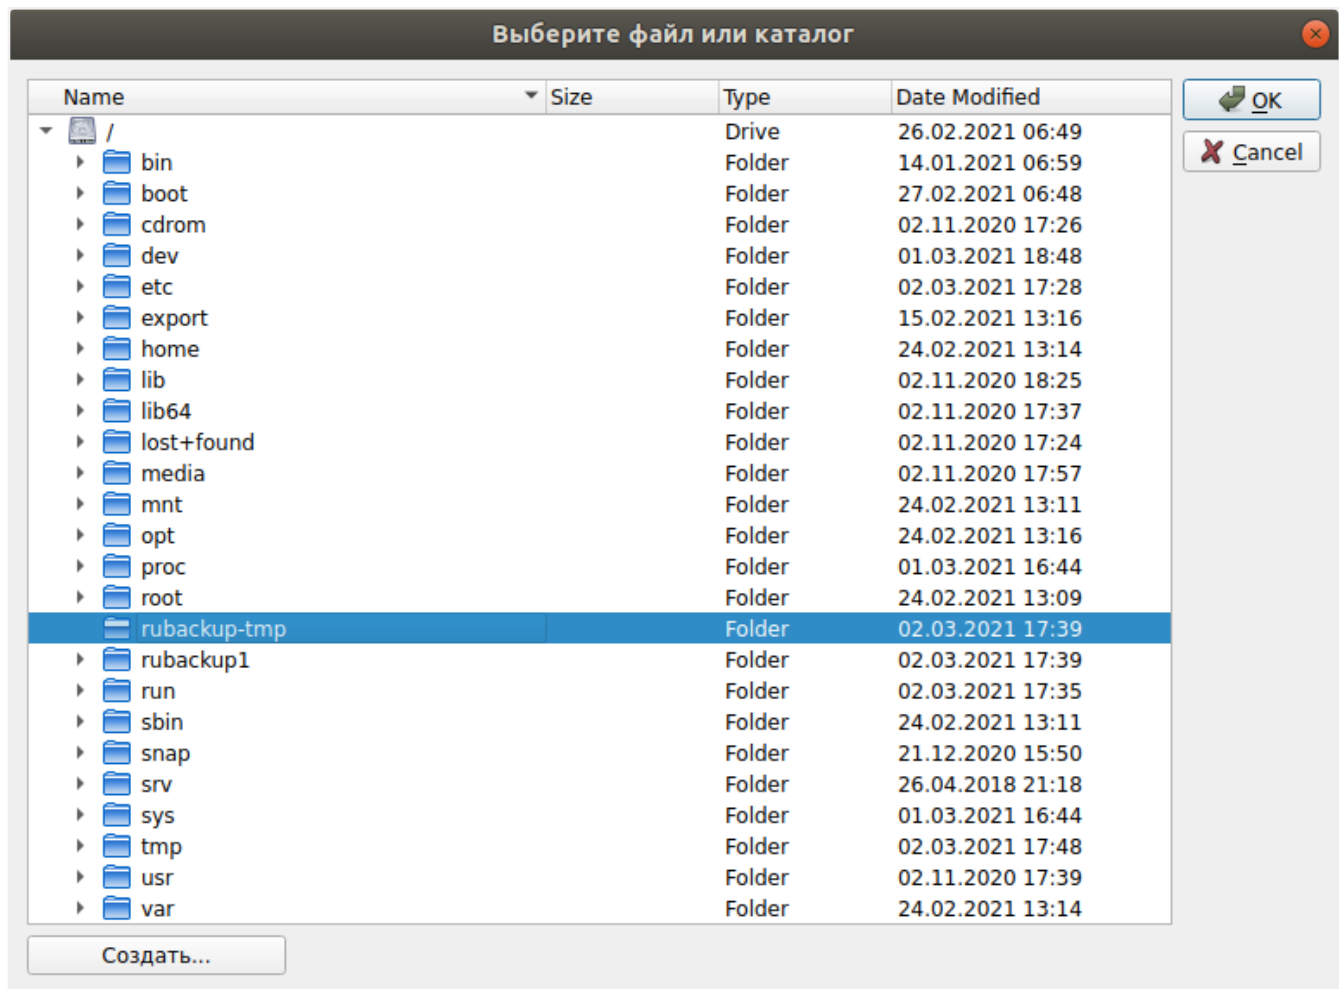 Выберите файл или каталог
Name Size Type Date Modified
/ Drive 26.02.2021 06:49
bin Folder 14.01.2021 06:59
boot Folder 27.02.2021 06:48
cdrom Folder 02.11.2020 17:26
dev Folder 01.03.2021 18:48
etc Folder 02.03.2021 17:28
export Folder 15.02.2021 13:16
home Folder 24.02.2021 13:14
lib Folder 02.11.2020 18:25
lib64 Folder 02.11.2020 17:37
lost+found Folder 02.11.2020 17:24
media Folder 02.11.2020 17:57
mnt Folder 24.02.2021 13:11
opt Folder 24.02.2021 13:16
proc Folder 01.03.2021 16:44
root Folder 24.02.2021 13:09
rubackup-tmp Folder 02.03.2021 17:39
rubackup1 Folder 02.03.2021 17:39
run Folder 02.03.2021 17:35
sbin Folder 24.02.2021 13:11
snap Folder 21.12.2020 15:50
srv Folder 26.04.2018 21:18
sys Folder 01.03.2021 16:44
tmp Folder 02.03.2021 17:48
usr Folder 02.11.2020 17:39
var Folder 24.02.2021 13:14
OK
Cancel
Создать...